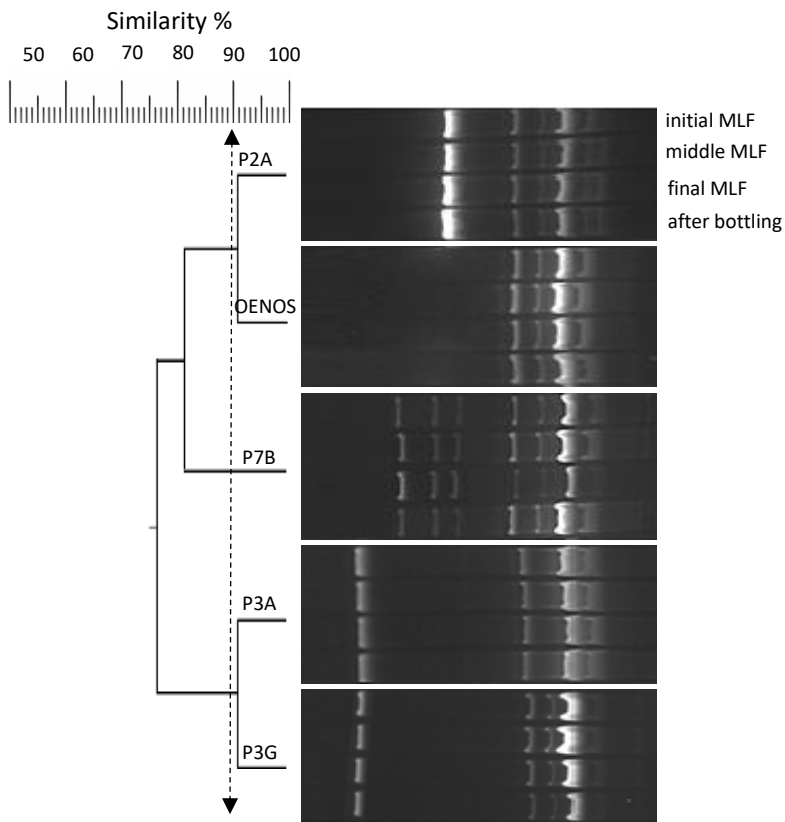 Similarity %
50 60 70 80 90 100
initial MLF
middle MLF
P2A
final MLF
after bottling
OENOS
P7B
P3A
P3G